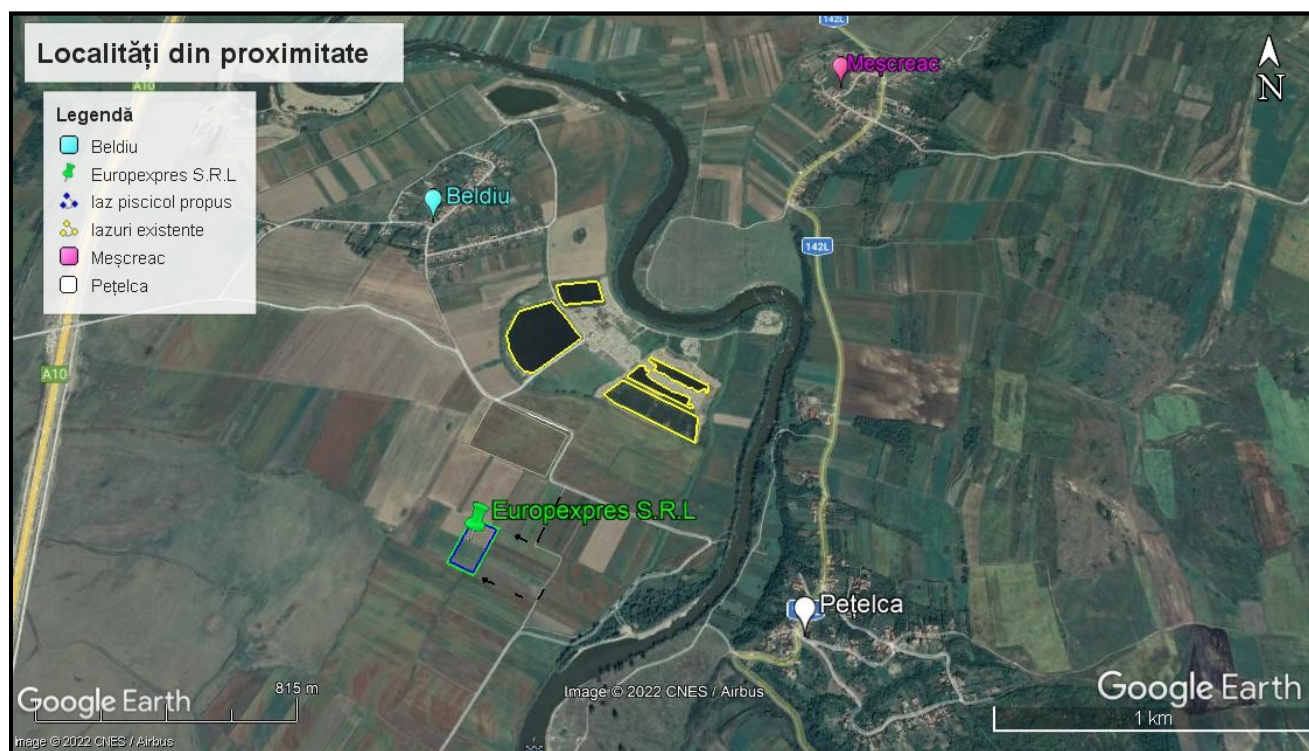 Localități din proximitate
Legendă
Beldiu
Europexpres S.R.L
Iaz piscicol propus
Iazuri existente
Meșcreac
Pețelca
142L
Meșcreac
N
A10
Beldiu
142L
A10
Europexpres S.R.L
Pețelca
Google Earth
815 m
Image © 2022 CNES / Airbus
Google Earth
1 km
Image © 2022 CNES / Airbus